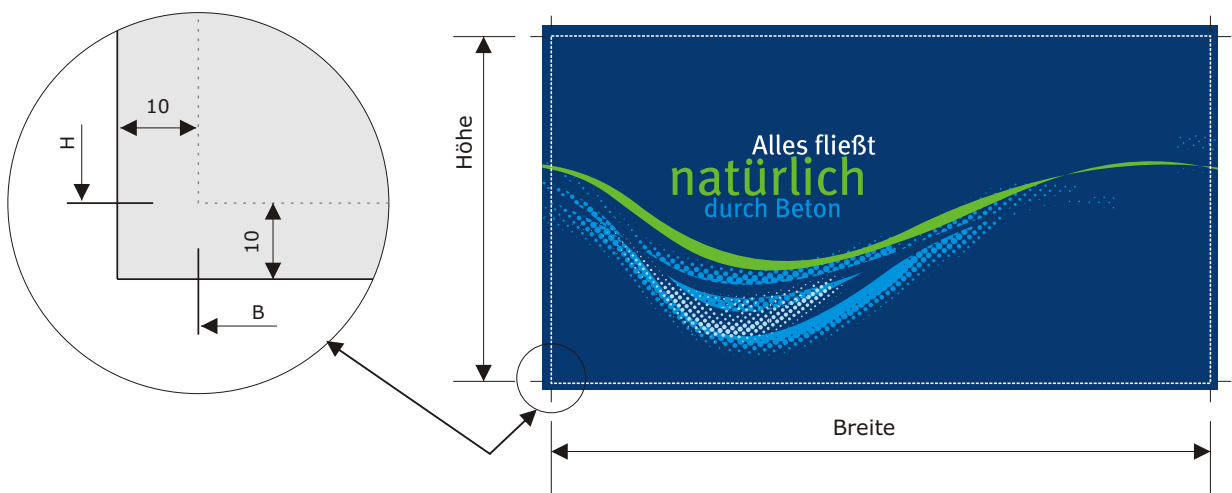 10
H
10
B
Höhe
Alles fließt
natürlich
durch Beton
Breite